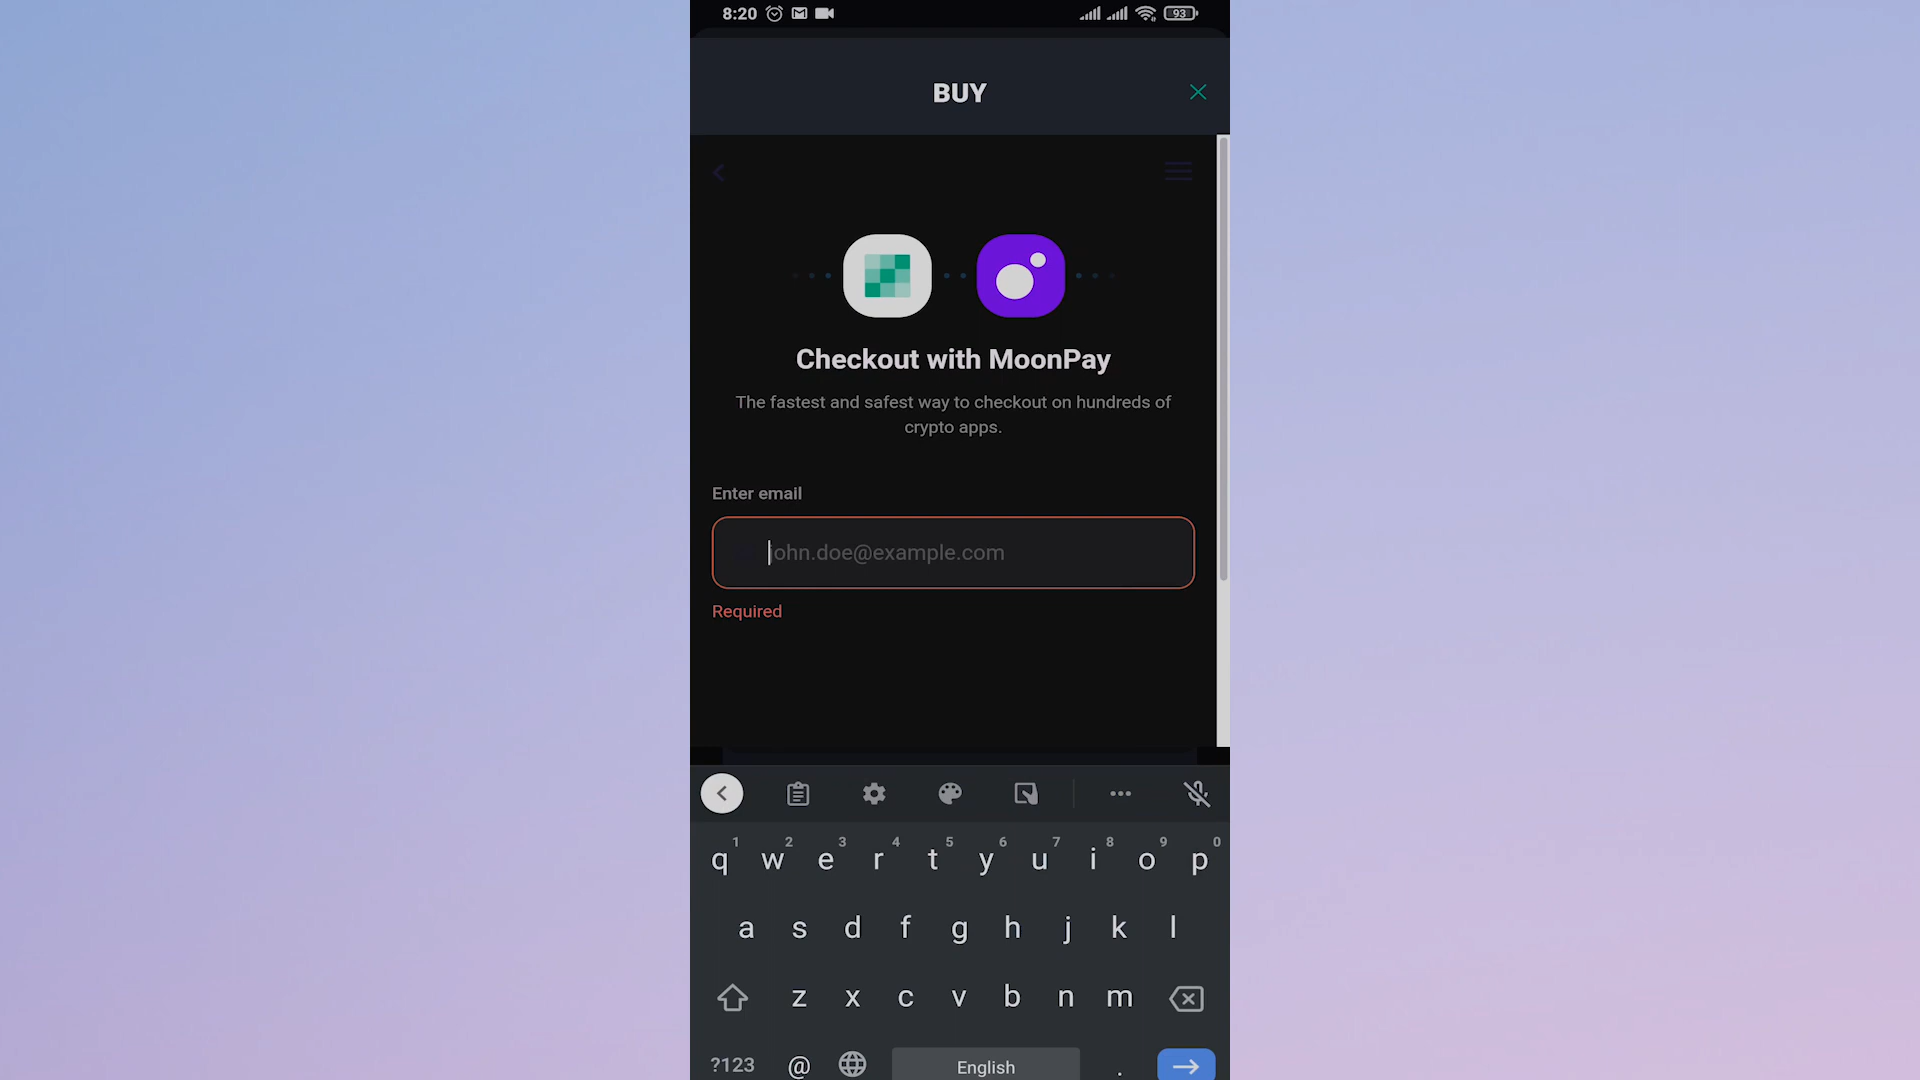 8:20 93
BUY
Checkout with MoonPay
The fastest and safest way to checkout on hundreds of
crypto apps.
Enter email
john.doe@example.com
Required
1 2 3 4 5 6 7 8 9 0
q w e r t y u i o p
a s d f g h j k l
z x c v b n m
?123 @ English .